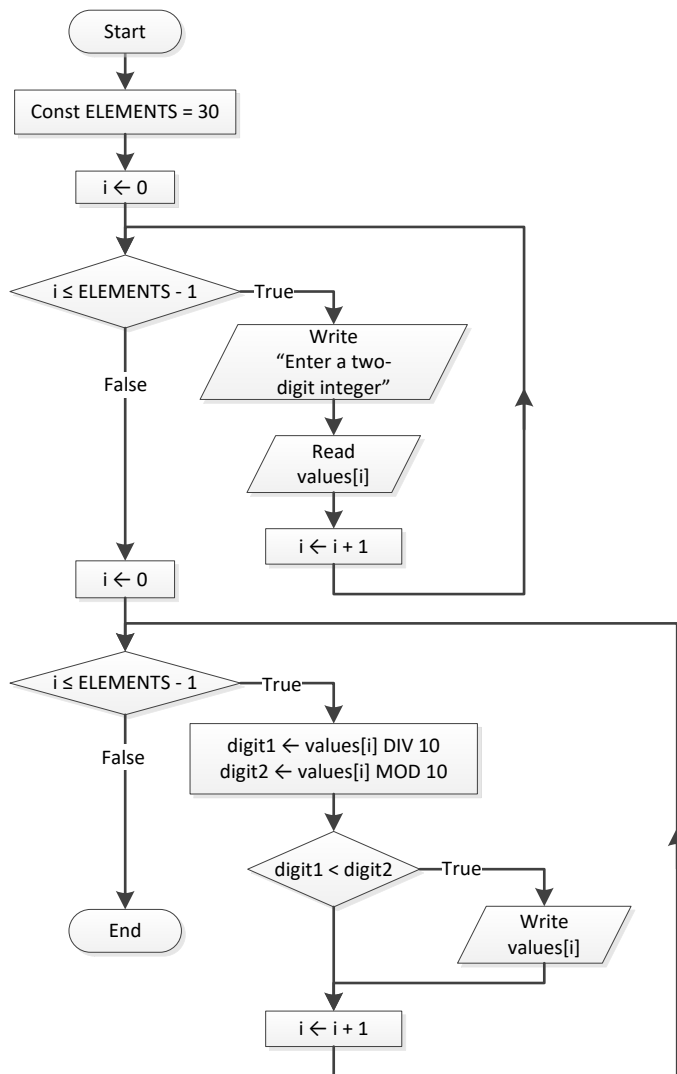 Start
Const ELEMENTS = 30
i ← 0
i ≤ ELEMENTS - 1
True
Write
“Enter a two-
digit integer”
False
Read
values[i]
i ← i + 1
i ← 0
i ≤ ELEMENTS - 1
True
digit1 ← values[i] DIV 10
digit2 ← values[i] MOD 10
False
digit1 < digit2
True
Write
values[i]
End
i ← i + 1